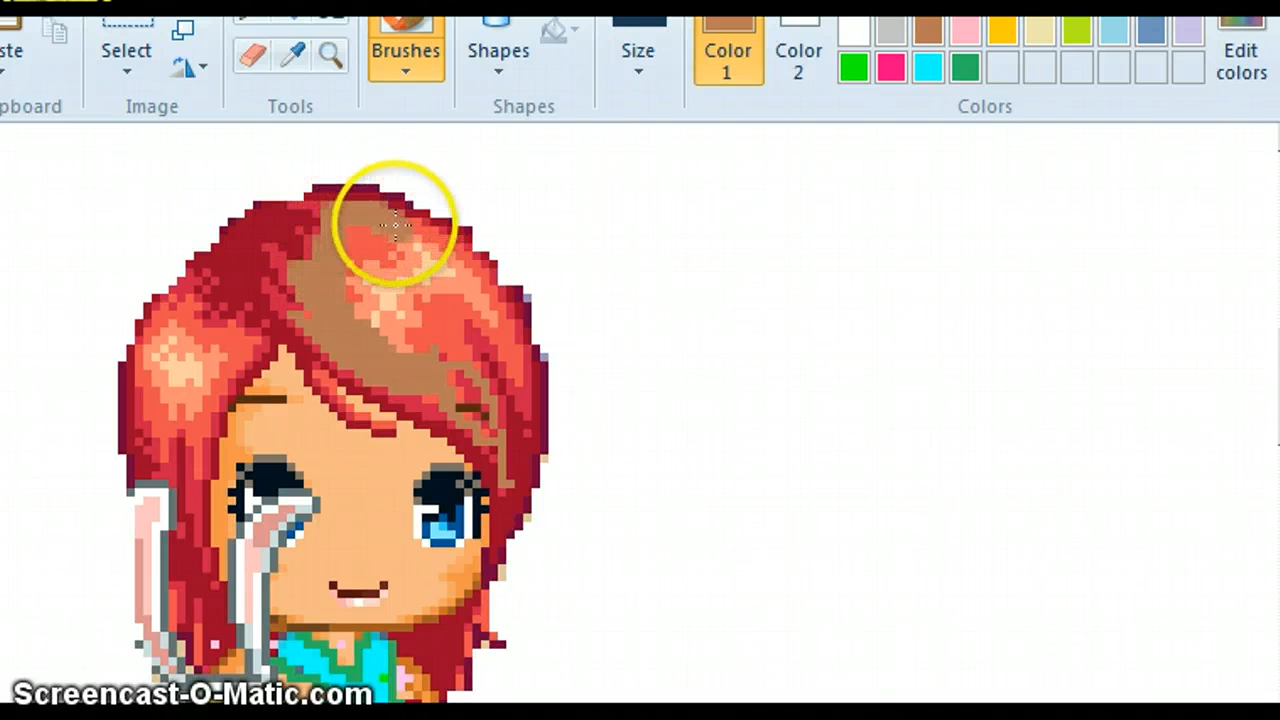 ste
Select
Brushes
Shapes
Size
Color
1
Color
2
Edit
colors
pboard
Image
Tools
Shapes
Colors
Screencast-O-Matic.com